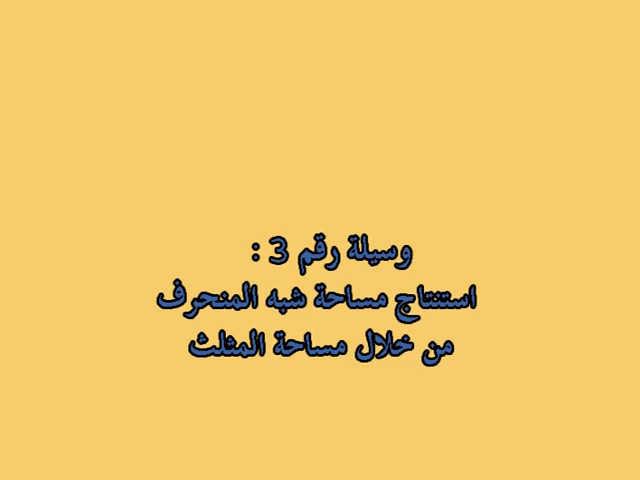 وسيلة رقم 3 :
استنتاج مساحة شبه المنحرف
من خلال مساحة المثلث